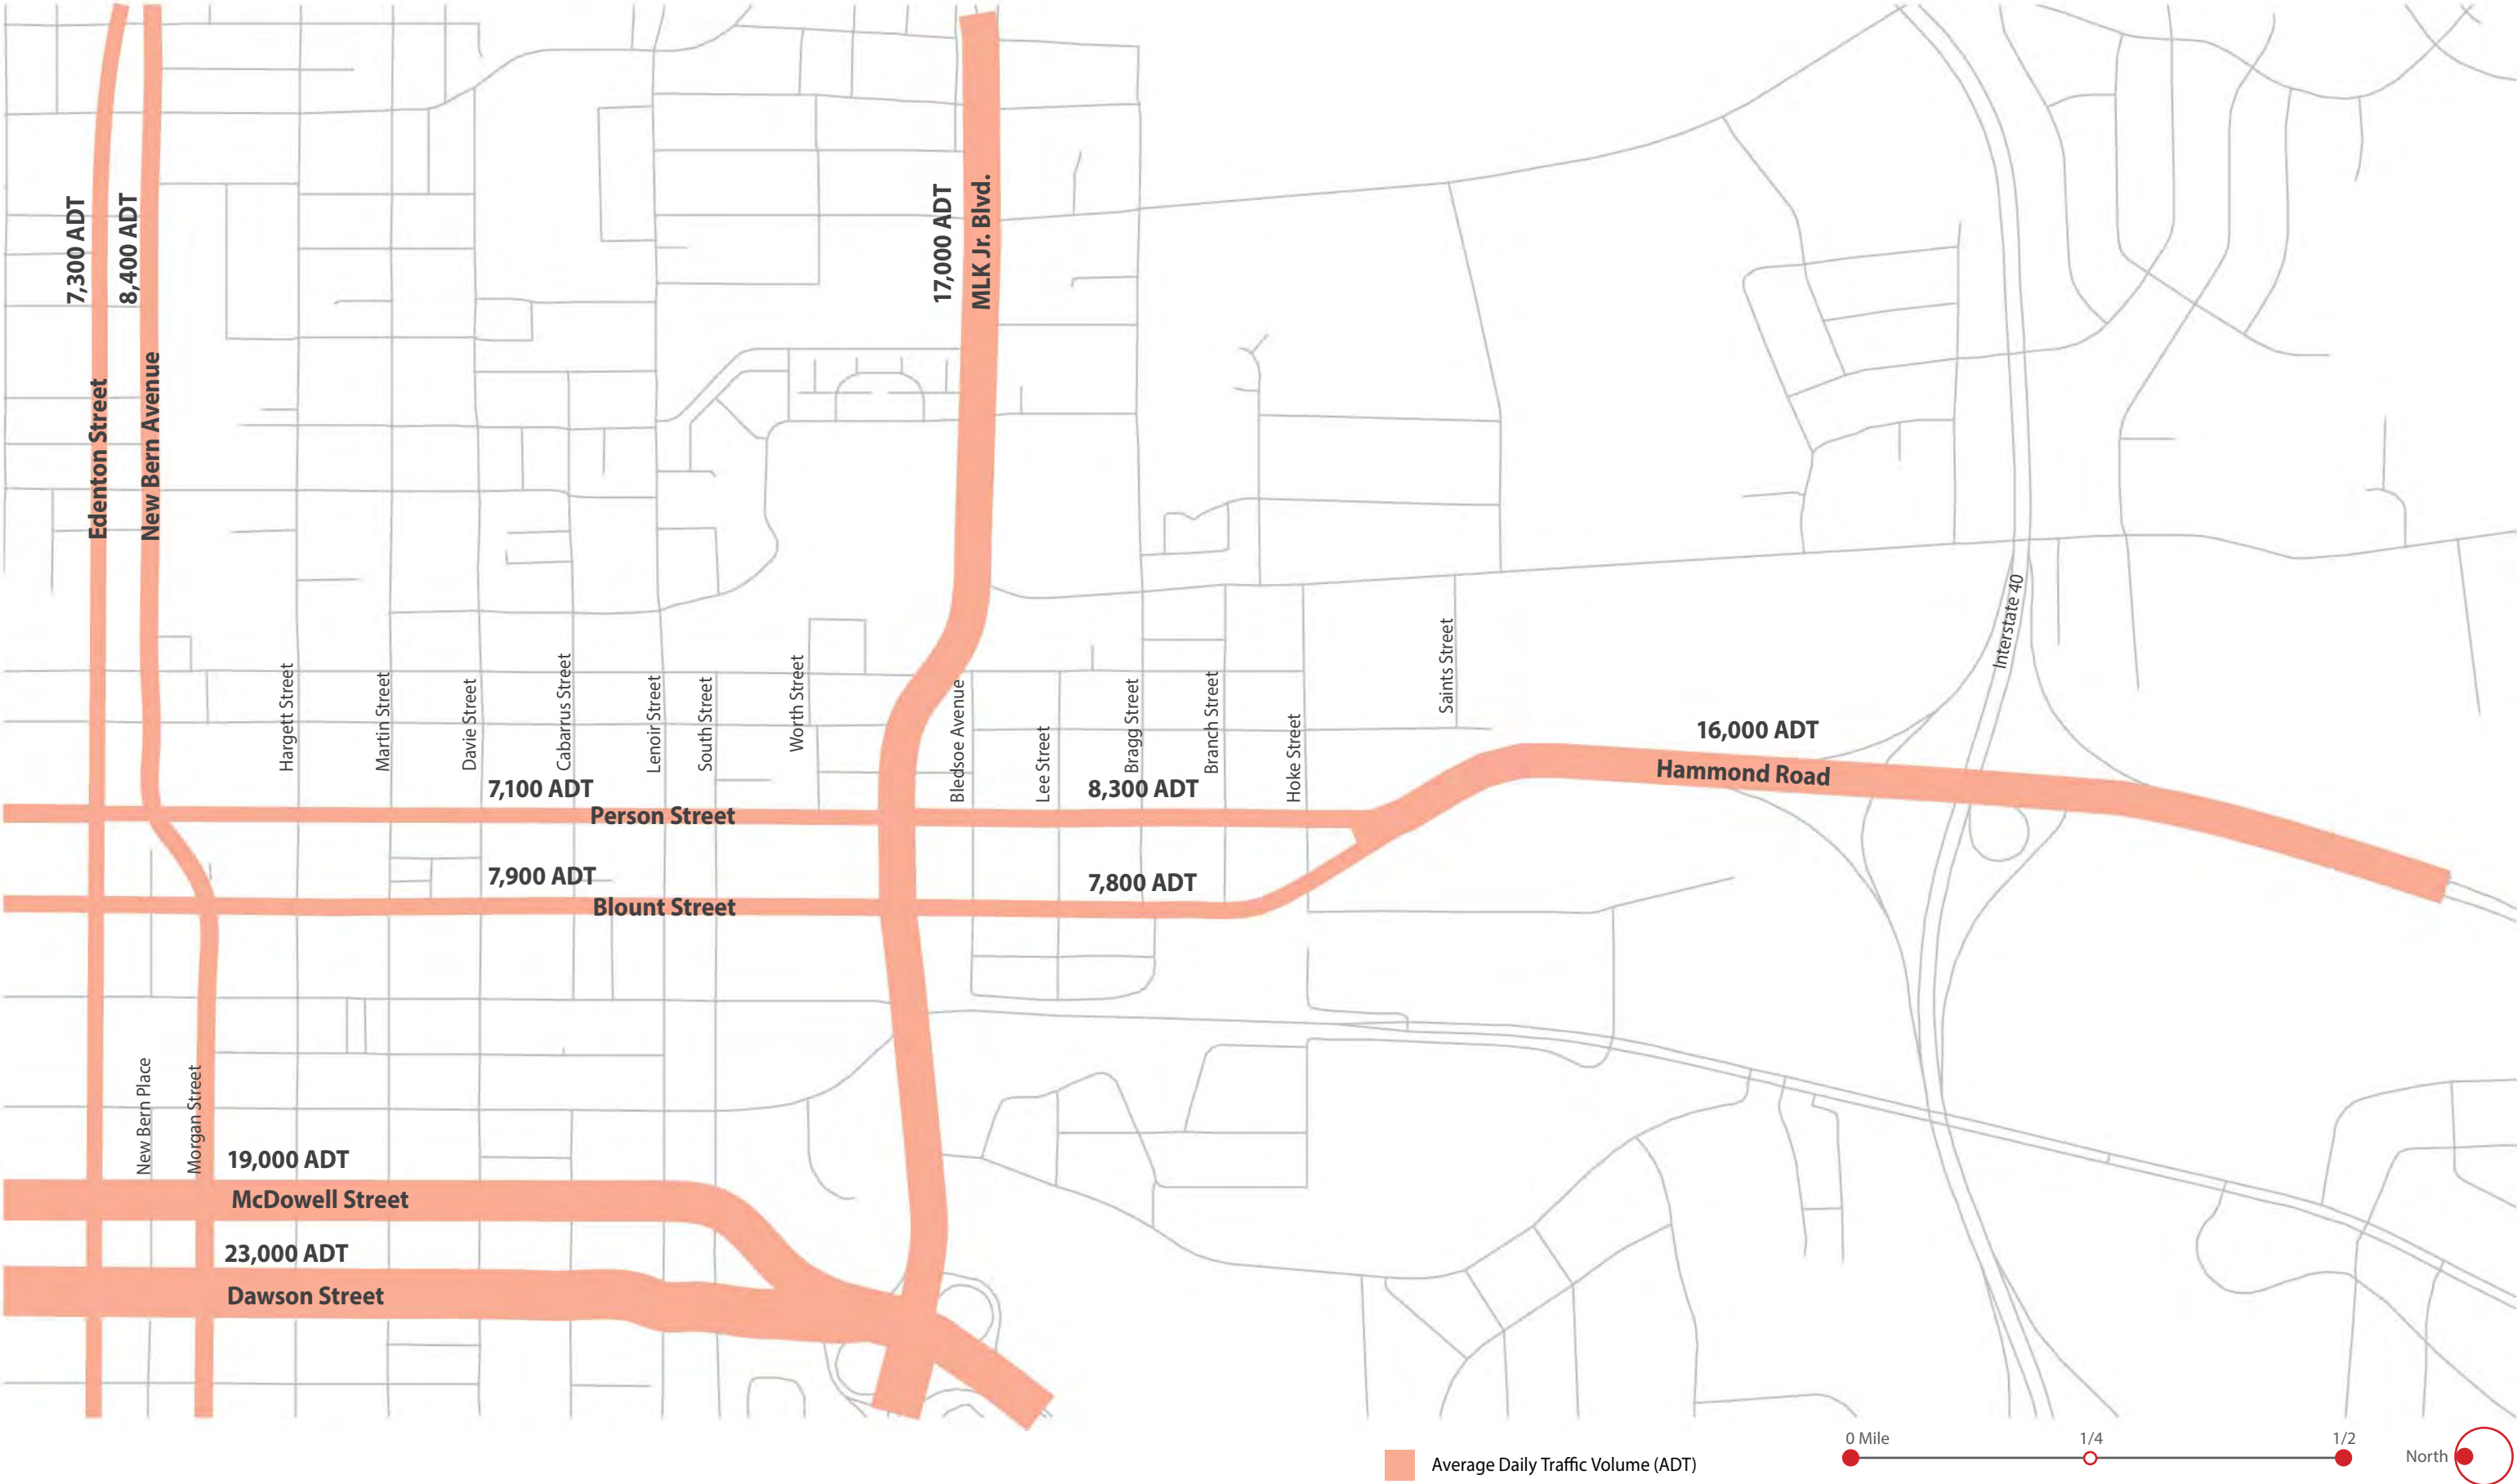 7,300 ADT
8,400 ADT
Edenton Street
New Bern Avenue
17,000 ADT
MLK Jr. Blvd.
Hargett Street
Martin Street
Davie Street
Cabarrus Street
Lenoir Street
South Street
Worth Street
Bledsoe Avenue
Lee Street
Bragg Street
Branch Street
Hoke Street
Saints Street
Interstate 40
16,000 ADT
Hammond Road
7,100 ADT
Person Street
8,300 ADT
7,900 ADT
Blount Street
7,800 ADT
New Bern Place
Morgan Street
19,000 ADT
McDowell Street
23,000 ADT
Dawson Street
Average Daily Traffic Volume (ADT)
0 Mile
1/4
1/2
North